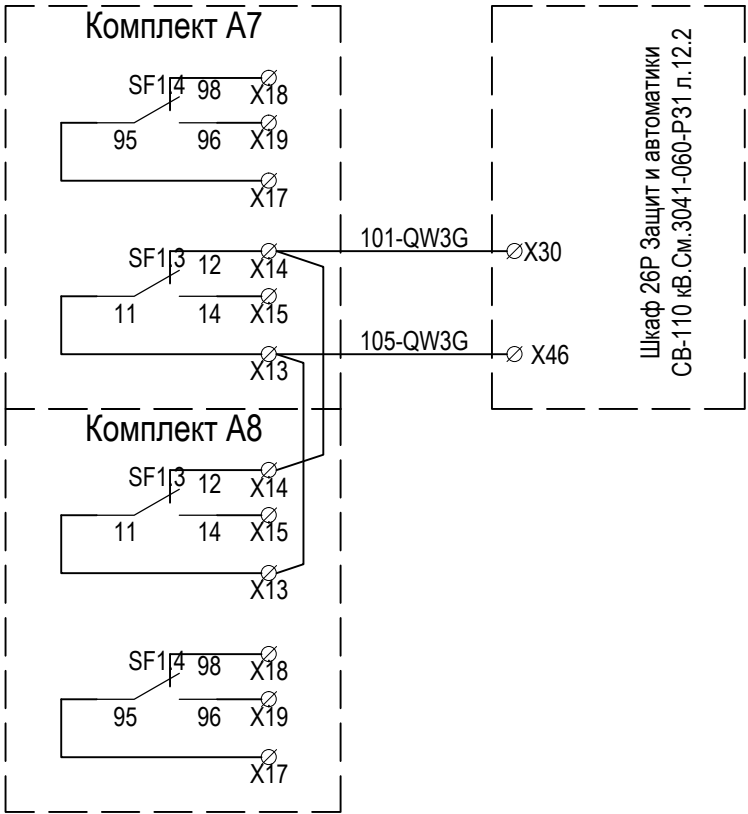 Комплект А7
SF1.4 98 X18
95 96 X19
X17
SF1.3 12 X14
11 14 X15
X13
101-QW3G
X30
105-QW3G
X46
Шкаф 26Р Защит и автоматики
СВ-110 кВ.См.3041-060-РЗ1 л.12.2
Комплект А8
SF1.3 12 X14
11 14 X15
X13
SF1.4 98 X18
95 96 X19
X17